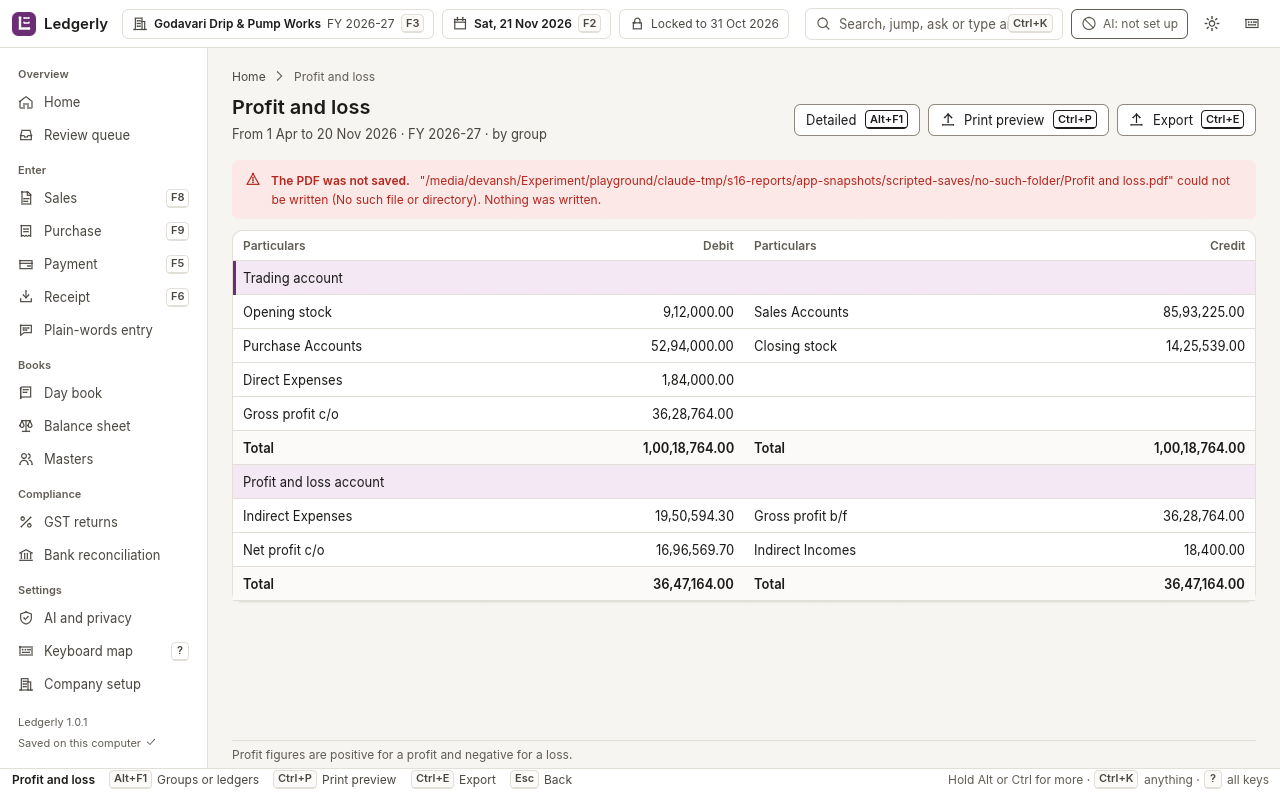 Ledgerly
Godavari Drip & Pump Works FY 2026-27 F3
Sat, 21 Nov 2026 F2
Locked to 31 Oct 2026
Search, jump, ask or type a Ctrl+K
AI: not set up
Overview
Home
Review queue
Enter
Sales F8
Purchase F9
Payment F5
Receipt F6
Plain-words entry
Books
Day book
Balance sheet
Masters
Compliance
GST returns
Bank reconciliation
Settings
AI and privacy
Keyboard map ?
Company setup
Ledgerly 1.0.1
Saved on this computer
Home > Profit and loss
Profit and loss
From 1 Apr to 20 Nov 2026 · FY 2026-27 · by group
Detailed Alt+F1
Print preview Ctrl+P
Export Ctrl+E
The PDF was not saved. "/media/devansh/Experiment/playground/claude-tmp/s16-reports/app-snapshots/scripted-saves/no-such-folder/Profit and loss.pdf" could not
be written (No such file or directory). Nothing was written.
Particulars Debit Particulars Credit
Trading account
Opening stock 9,12,000.00 Sales Accounts 85,93,225.00
Purchase Accounts 52,94,000.00 Closing stock 14,25,539.00
Direct Expenses 1,84,000.00
Gross profit c/o 36,28,764.00
Total 1,00,18,764.00 Total 1,00,18,764.00
Profit and loss account
Indirect Expenses 19,50,594.30 Gross profit b/f 36,28,764.00
Net profit c/o 16,96,569.70 Indirect Incomes 18,400.00
Total 36,47,164.00 Total 36,47,164.00
Profit figures are positive for a profit and negative for a loss.
Profit and loss Alt+F1 Groups or ledgers Ctrl+P Print preview Ctrl+E Export Esc Back
Hold Alt or Ctrl for more · Ctrl+K anything · ? all keys